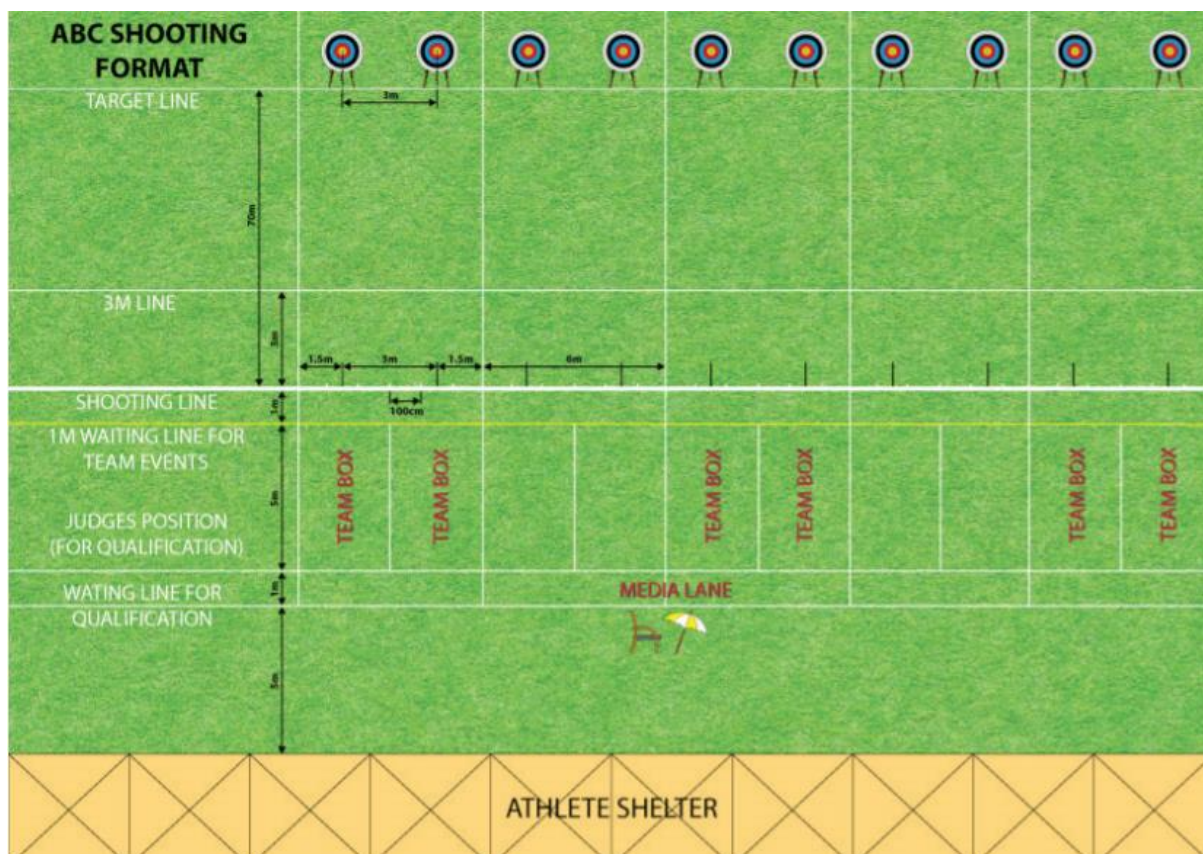 ABC SHOOTING
FORMAT
TARGET LINE
3m
70m
3M LINE
3m
1.5m
3m
1.5m
6m
SHOOTING LINE
1m
100cm
1M WAITING LINE FOR
TEAM EVENTS
5m
TEAM BOX
TEAM BOX
TEAM BOX
TEAM BOX
TEAM BOX
TEAM BOX
JUDGES POSITION
(FOR QUALIFICATION)
WATING LINE FOR
QUALIFICATION
1m
MEDIA LANE
5m
ATHLETE SHELTER